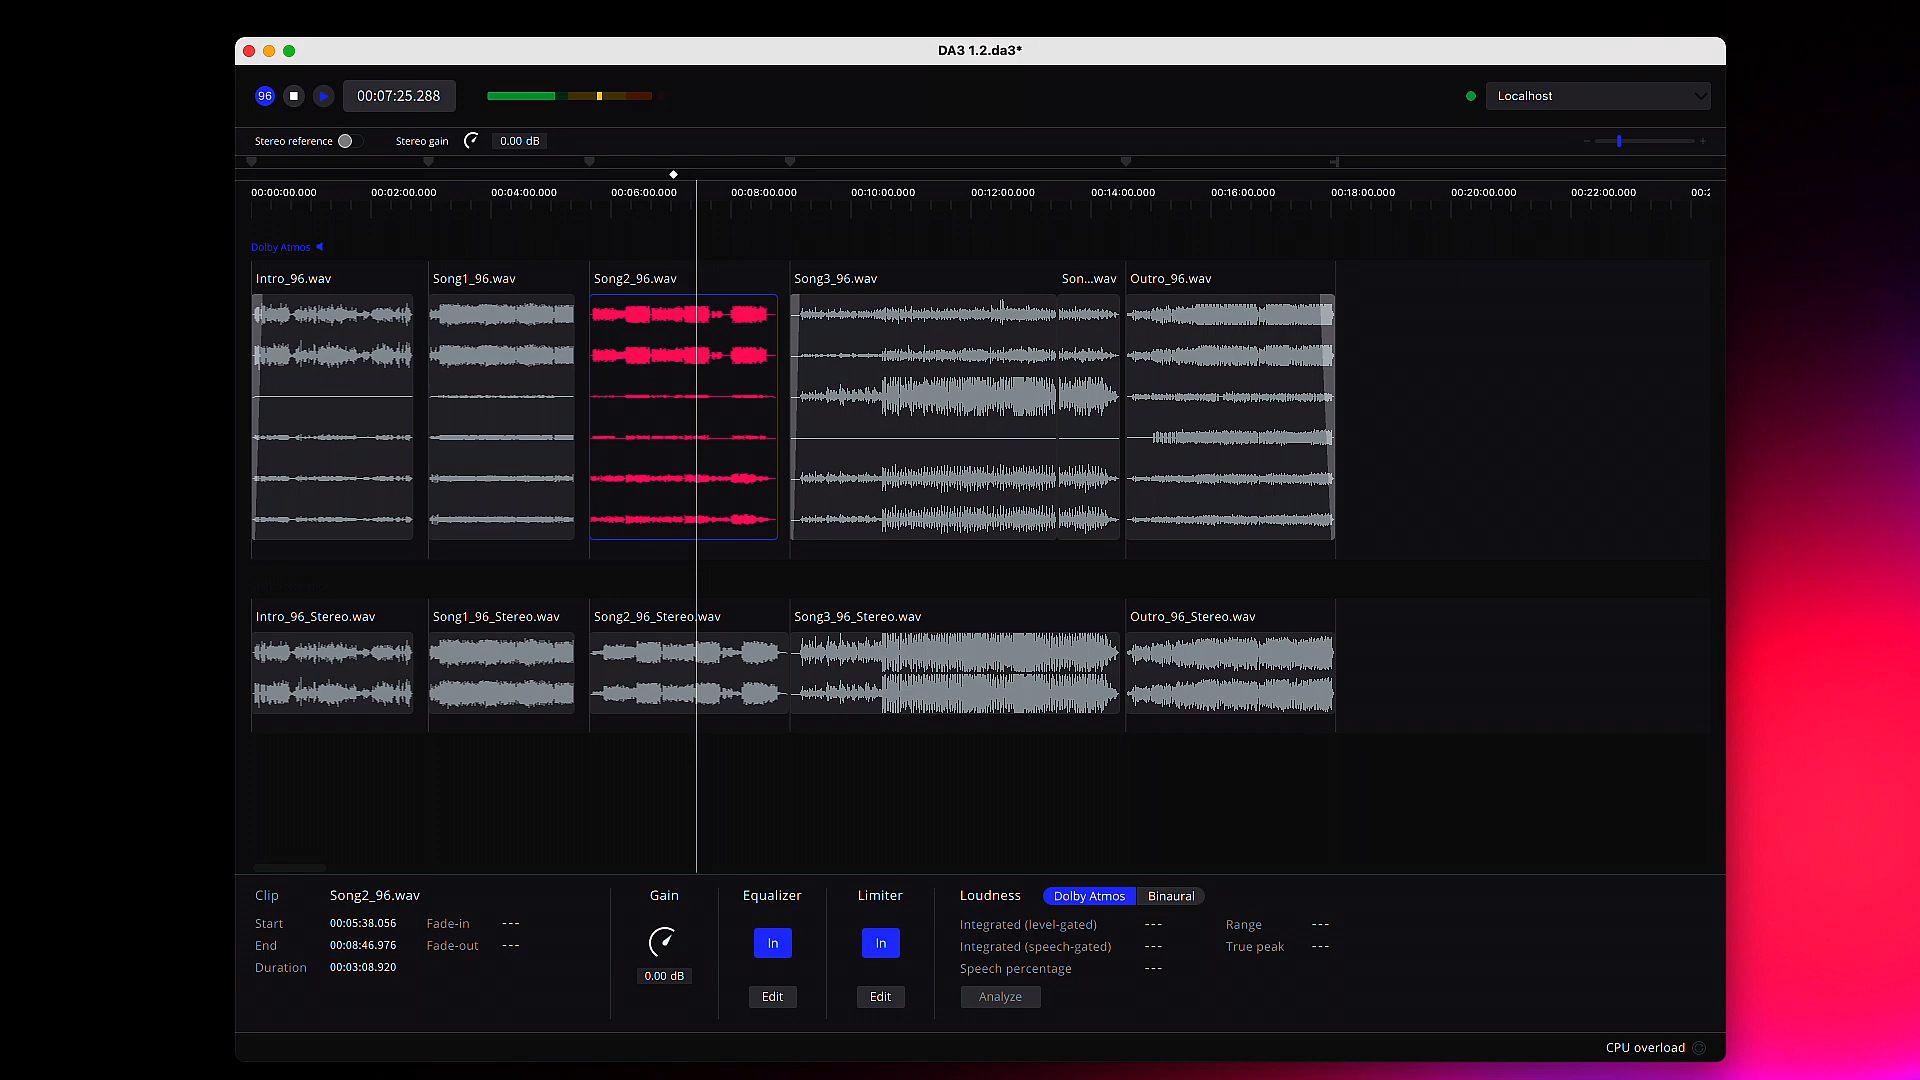 DA3 1.2.da3*
96
00:07:25.288
Localhost
Stereo reference
Stereo gain
0.00 dB
00:00:00.000 00:02:00.000 00:04:00.000 00:06:00.000 00:08:00.000 00:10:00.000 00:12:00.000 00:14:00.000 00:16:00.000 00:18:00.000 00:20:00.000 00:22:00.000 00:2
Dolby Atmos
Intro_96.wav Song1_96.wav Song2_96.wav Song3_96.wav Son...wav Outro_96.wav
Intro_96_Stereo.wav Song1_96_Stereo.wav Song2_96_Stereo.wav Song3_96_Stereo.wav Outro_96_Stereo.wav
Clip Song2_96.wav
Start 00:05:38.056 Fade-in ---
End 00:08:46.976 Fade-out ---
Duration 00:03:08.920
Gain
0.00 dB
Equalizer
In
Edit
Limiter
In
Edit
Loudness Dolby Atmos Binaural
Integrated (level-gated) --- Range ---
Integrated (speech-gated) --- True peak ---
Speech percentage ---
Analyze
CPU overload